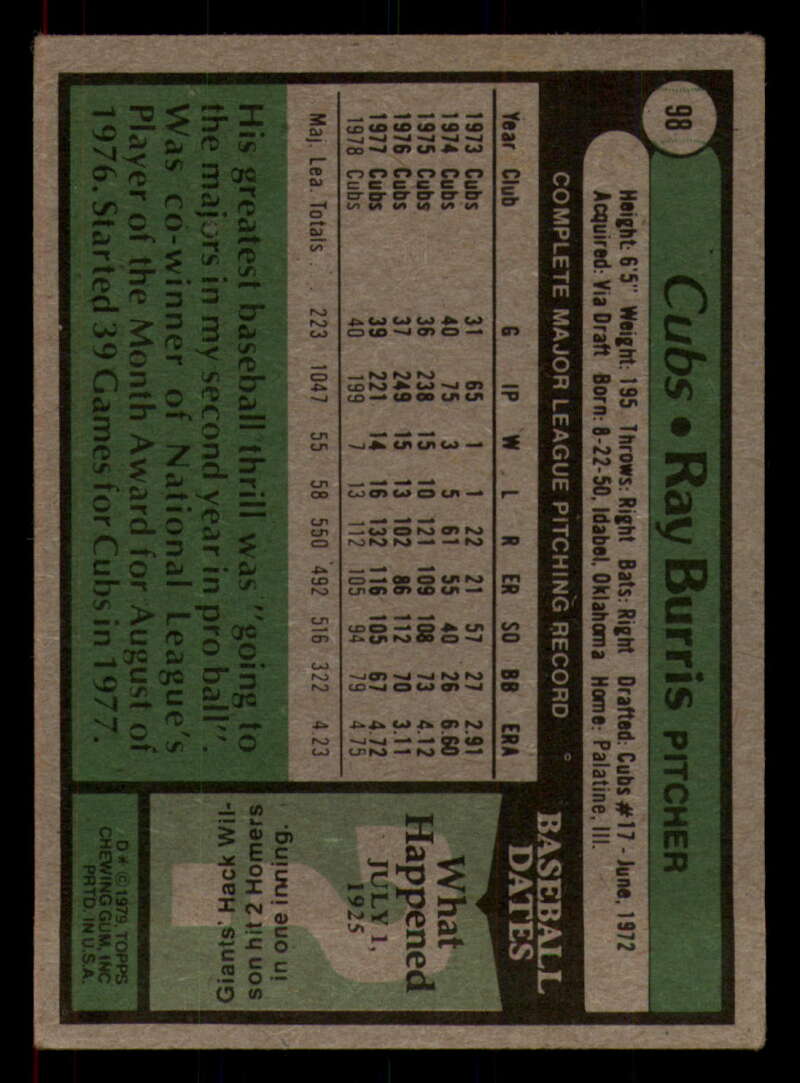 98
Cubs • Ray Burris PITCHER
Height: 6'5" Weight: 195 Throws: Right Bats: Right Drafted: Cubs #17 - June, 1972
Acquired: Via Draft Born: 8-22-50, Idabel, Oklahoma Home: Palatine, Ill.
COMPLETE MAJOR LEAGUE PITCHING RECORD
Year Club G IP W L R ER SO BB ERA
1973 Cubs 31 65 1 1 22 21 57 27 2.91
1974 Cubs 40 75 3 5 61 55 40 26 6.60
1975 Cubs 36 238 15 10 121 109 108 73 4.12
1976 Cubs 37 249 15 13 102 86 112 70 3.11
1977 Cubs 39 221 14 16 132 116 105 67 4.72
1978 Cubs 40 199 7 13 112 105 94 79 4.75
Maj. Lea. Totals . . 223 1047 55 58 550 492 516 322 4.23
His greatest baseball thrill was "going to
the majors in my second year in pro ball".
Was co-winner of National League's
Player of the Month Award for August of
1976. Started 39 Games for Cubs in 1977.
BASEBALL
DATES
What
Happened
JULY 1,
1925
Giants' Hack Wil-
son hit 2 Homers
in one inning.
D* © 1979, TOPPS
CHEWING GUM, INC
PRTD. IN U.S.A.